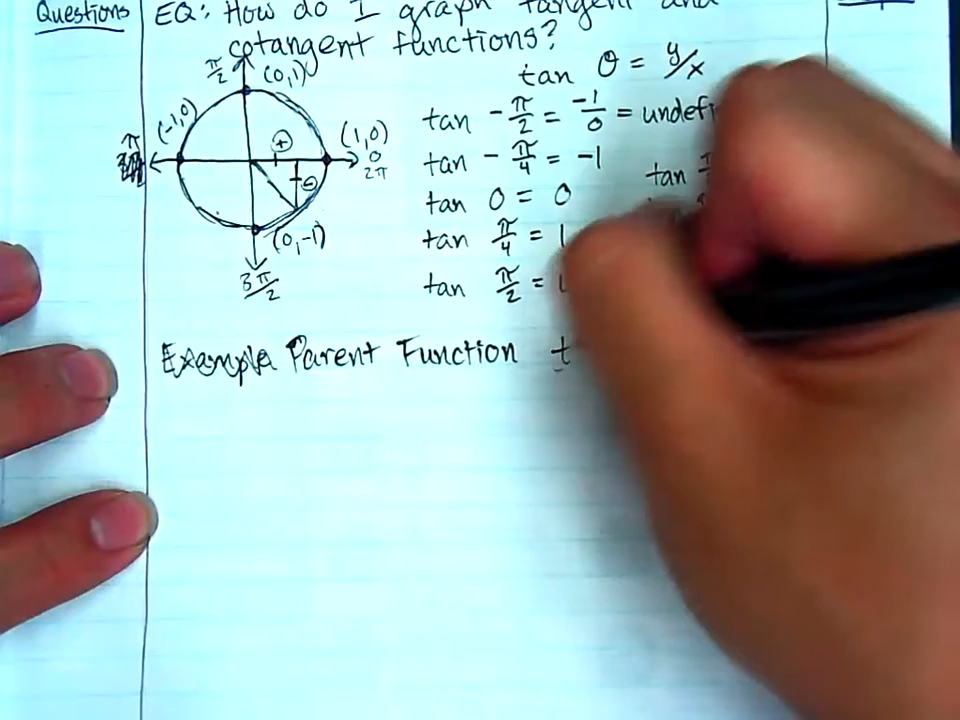 Questions
EQ: How do I graph tangent and
cotangent functions?
π/2 (0,1)
tan θ = y/x
(-1,0)
(1,0)
π
0
2π
+
-
(0,-1)
3π/2
tan -π/2 = -1/0 =
tan -π/4 = -1
tan 0 = 0
tan π/4 = 1
tan π/2 =
tan
Example Parent Function